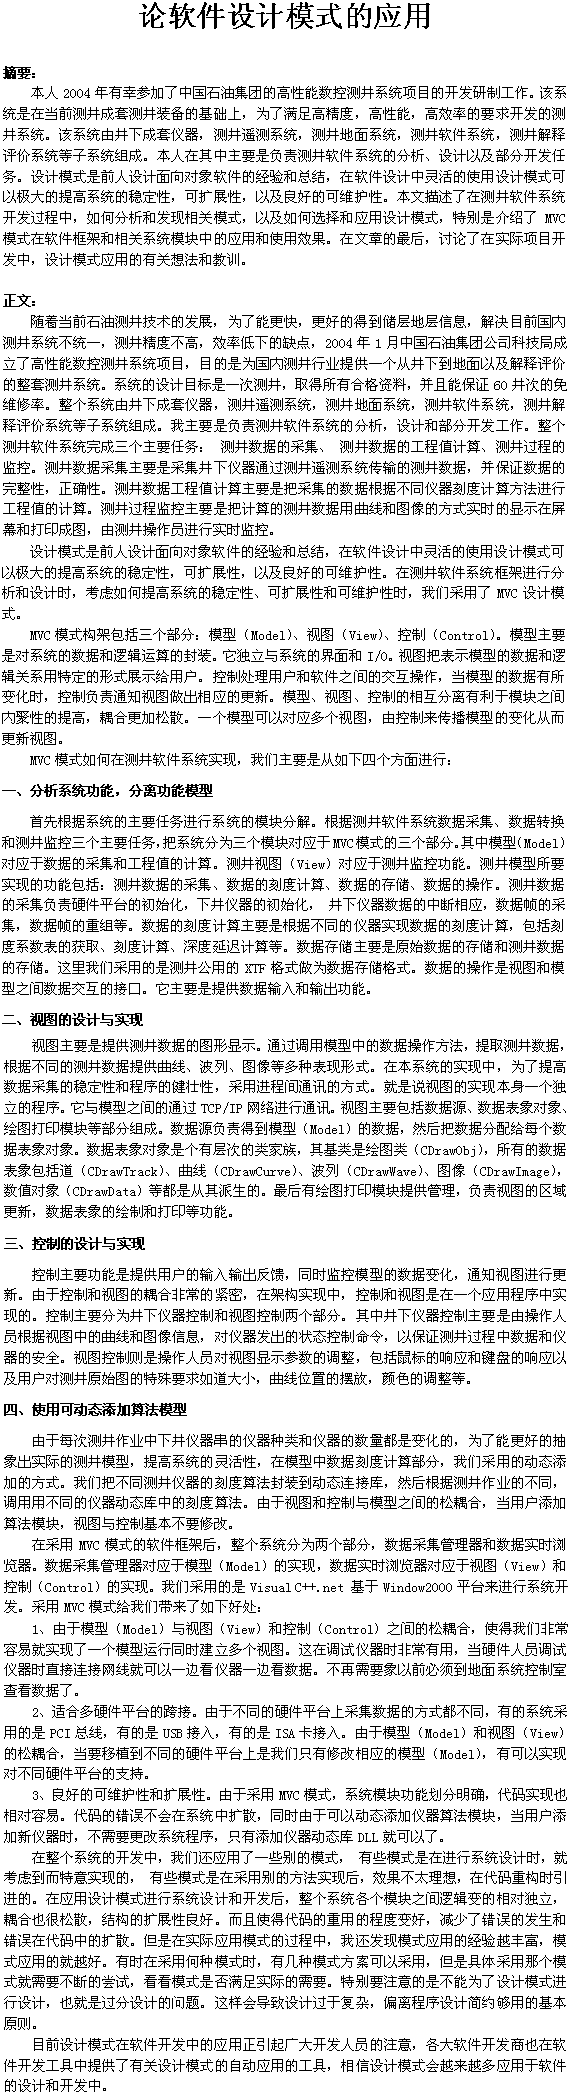 论软件设计模式的应用
摘要：
本人 2004 年有幸参加了中国石油集团的高性能数控测井系统项目的开发研制工作。该系
统是在当前测井成套测井装备的基础上，为了满足高精度，高性能，高效率的要求开发的测
井系统。该系统由井下成套仪器，测井遥测系统，测井地面系统，测井软件系统，测井解释
评价系统等子系统组成。本人在其中主要是负责测井软件系统的分析、设计以及部分开发任
务。设计模式是前人设计面向对象软件的经验和总结，在软件设计中灵活的使用设计模式可
以极大的提高系统的稳定性，可扩展性，以及良好的可维护性。本文描述了在测井软件系统
开发过程中，如何分析和发现相关模式，以及如何选择和应用设计模式，特别是介绍了 MVC
模式在软件框架和相关系统模块中的应用和使用效果。在文章的最后，讨论了在实际项目开
发中，设计模式应用的有关想法和教训。
正文：
随着当前石油测井技术的发展，为了能更快，更好的得到储层地层信息，解决目前国内
测井系统不统一，测井精度不高，效率低下的缺点，2004 年 1 月中国石油集团公司科技局成
立了高性能数控测井系统项目，目的是为国内测井行业提供一个从井下到地面以及解释评价
的整套测井系统。系统的设计目标是一次测井，取得所有合格资料，并且能保证 60 井次的免
维修率。整个系统由井下成套仪器，测井遥测系统，测井地面系统，测井软件系统，测井解
释评价系统等子系统组成。我主要是负责测井软件系统的分析，设计和部分开发工作。整个
测井软件系统完成三个主要任务： 测井数据的采集、 测井数据的工程值计算、测井过程的
监控。测井数据采集主要是采集井下仪器通过测井遥测系统传输的测井数据，并保证数据的
完整性，正确性。测井数据工程值计算主要是把采集的数据根据不同仪器刻度计算方法进行
工程值的计算。测井过程监控主要是把计算的测井数据用曲线和图像的方式实时的显示在屏
幕和打印成图，由测井操作员进行实时监控。
设计模式是前人设计面向对象软件的经验和总结，在软件设计中灵活的使用设计模式可
以极大的提高系统的稳定性，可扩展性，以及良好的可维护性。在测井软件系统框架进行分
析和设计时，考虑如何提高系统的稳定性、可扩展性和可维护性时，我们采用了 MVC 设计模
式。
MVC 模式构架包括三个部分：模型（Model）、视图（View）、控制（Control）。模型主要
是对系统的数据和逻辑运算的封装。它独立与系统的界面和 I/O。视图把表示模型的数据和逻
辑关系用特定的形式展示给用户。 控制处理用户和软件之间的交互操作，当模型的数据有所
变化时，控制负责通知视图做出相应的更新。模型、视图、控制的相互分离有利于模块之间
内聚性的提高，耦合更加松散。一个模型可以对应多个视图，由控制来传播模型的变化从而
更新视图。
MVC 模式如何在测井软件系统实现，我们主要是从如下四个方面进行：
一、分析系统功能，分离功能模型
首先根据系统的主要任务进行系统的模块分解。根据测井软件系统数据采集、数据转换
和测井监控三个主要任务，把系统分为三个模块对应于MVC模式的三个部分。其中模型(Model)
对应于数据的采集和工程值的计算。测井视图（View）对应于测井监控功能。测井模型所要
实现的功能包括：测井数据的采集、数据的刻度计算、数据的存储、数据的操作。测井数据
的采集负责硬件平台的初始化，下井仪器的初始化， 井下仪器数据的中断相应，数据帧的采
集，数据帧的重组等。数据的刻度计算主要是根据不同的仪器实现数据的刻度计算，包括刻
度系数表的获取、刻度计算、深度延迟计算等。数据存储主要是原始数据的存储和测井数据
的存储。这里我们采用的是测井公用的 XTF 格式做为数据存储格式。数据的操作是视图和模
型之间数据交互的接口。它主要是提供数据输入和输出功能。
二、视图的设计与实现
视图主要是提供测井数据的图形显示。通过调用模型中的数据操作方法，提取测井数据，
根据不同的测井数据提供曲线、波列、图像等多种表现形式。在本系统的实现中，为了提高
数据采集的稳定性和程序的健壮性，采用进程间通讯的方式。就是说视图的实现本身一个独
立的程序。它与模型之间的通过 TCP/IP 网络进行通讯。视图主要包括数据源、数据表象对象、
绘图打印模块等部分组成。数据源负责得到模型（Model）的数据，然后把数据分配给每个数
据表象对象。数据表象对象是个有层次的类家族，其基类是绘图类（CDrawObj），所有的数据
表象包括道（CDrawTrack）、曲线（CDrawCurve）、波列（CDrawWave）、图像（CDrawImage），
数值对象（CDrawData）等都是从其派生的。最后有绘图打印模块提供管理，负责视图的区域
更新，数据表象的绘制和打印等功能。
三、控制的设计与实现
控制主要功能是提供用户的输入输出反馈，同时监控模型的数据变化，通知视图进行更
新。由于控制和视图的耦合非常的紧密，在架构实现中，控制和视图是在一个应用程序中实
现的。控制主要分为井下仪器控制和视图控制两个部分。其中井下仪器控制主要是由操作人
员根据视图中的曲线和图像信息，对仪器发出的状态控制命令，以保证测井过程中数据和仪
器的安全。视图控制则是操作人员对视图显示参数的调整，包括鼠标的响应和键盘的响应以
及用户对测井原始图的特殊要求如道大小，曲线位置的摆放，颜色的调整等。
四、使用可动态添加算法模型
由于每次测井作业中下井仪器串的仪器种类和仪器的数量都是变化的，为了能更好的抽
象出实际的测井模型，提高系统的灵活性，在模型中数据刻度计算部分，我们采用的动态添
加的方式。我们把不同测井仪器的刻度算法封装到动态连接库，然后根据测井作业的不同，
调用用不同的仪器动态库中的刻度算法。由于视图和控制与模型之间的松耦合，当用户添加
算法模块，视图与控制基本不要修改。
在采用 MVC 模式的软件框架后，整个系统分为两个部分，数据采集管理器和数据实时浏
览器。数据采集管理器对应于模型（Model）的实现，数据实时浏览器对应于视图（View）和
控制（Control）的实现。我们采用的是 Visual C++.net 基于 Window2000 平台来进行系统开
发。采用 MVC 模式给我们带来了如下好处：
1、由于模型（Model）与视图（View）和控制（Control）之间的松耦合，使得我们非常
容易就实现了一个模型运行同时建立多个视图。这在调试仪器时非常有用，当硬件人员调试
仪器时直接连接网线就可以一边看仪器一边看数据。不再需要象以前必须到地面系统控制室
查看数据了。
2、适合多硬件平台的跨接。由于不同的硬件平台上采集数据的方式都不同，有的系统采
用的是 PCI 总线，有的是 USB 接入，有的是 ISA 卡接入。由于模型（Model）和视图（View）
的松耦合，当要移植到不同的硬件平台上是我们只有修改相应的模型（Model），有可以实现
对不同硬件平台的支持。
3、良好的可维护性和扩展性。由于采用 MVC 模式，系统模块功能划分明确，代码实现也
相对容易。代码的错误不会在系统中扩散，同时由于可以动态添加仪器算法模块，当用户添
加新仪器时，不需要更改系统程序，只有添加仪器动态库 DLL 就可以了。
在整个系统的开发中，我们还应用了一些别的模式， 有些模式是在进行系统设计时，就
考虑到而特意实现的， 有些模式是在采用别的方法实现后，效果不太理想，在代码重构时引
进的。在应用设计模式进行系统设计和开发后，整个系统各个模块之间逻辑变的相对独立，
耦合也很松散，结构的扩展性良好。而且使得代码的重用的程度变好，减少了错误的发生和
错误在代码中的扩散。但是在实际应用模式的过程中，我还发现模式应用的经验越丰富，模
式应用的就越好。有时在采用何种模式时，有几种模式方案可以采用，但是具体采用那个模
式就需要不断的尝试，看看模式是否满足实际的需要。特别要注意的是不能为了设计模式进
行设计，也就是过分设计的问题。这样会导致设计过于复杂，偏离程序设计简约够用的基本
原则。
目前设计模式在软件开发中的应用正引起广大开发人员的注意，各大软件开发商也在软
件开发工具中提供了有关设计模式的自动应用的工具，相信设计模式会越来越多应用于软件
的设计和开发中。